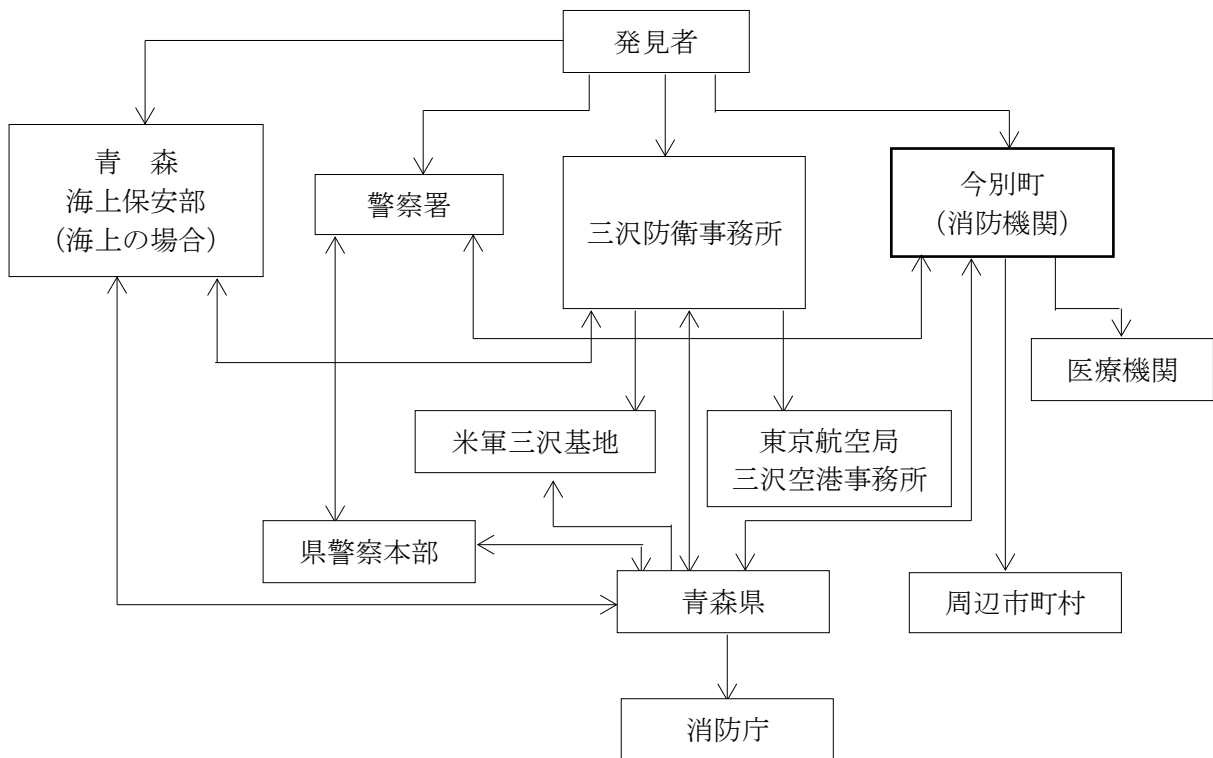 発見者
青　森
海上保安部
（海上の場合）
警察署
三沢防衛事務所
今別町
（消防機関）
医療機関
米軍三沢基地
東京航空局
三沢空港事務所
県警察本部
青森県
周辺市町村
消防庁